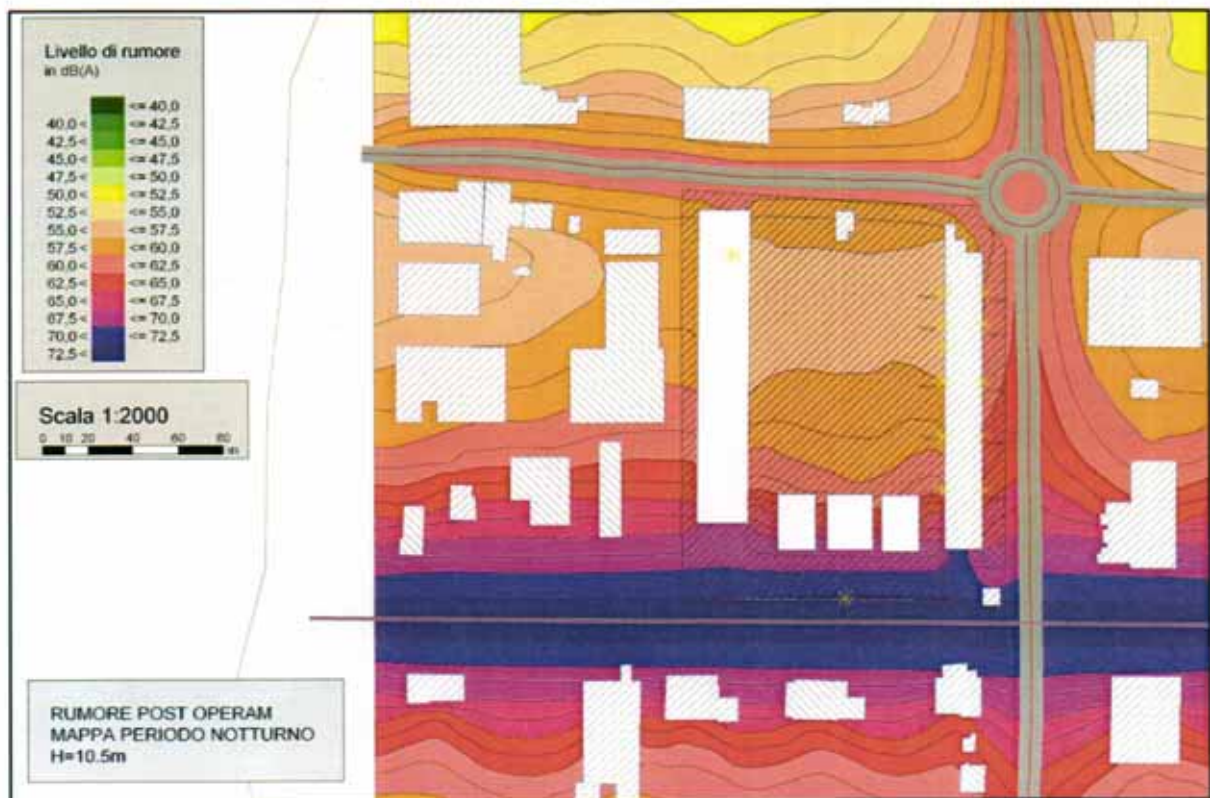 Livello di rumore
in dB(A)
<= 40,0
40,0 < <= 42,5
42,5 < <= 45,0
45,0 < <= 47,5
47,5 < <= 50,0
50,0 < <= 52,5
52,5 < <= 55,0
55,0 < <= 57,5
57,5 < <= 60,0
60,0 < <= 62,5
62,5 < <= 65,0
65,0 < <= 67,5
67,5 < <= 70,0
70,0 < <= 72,5
72,5 <
Scala 1:2000
0 10 20 40 60 80
m
RUMORE POST OPERAM
MAPPA PERIODO NOTTURNO
H=10.5m